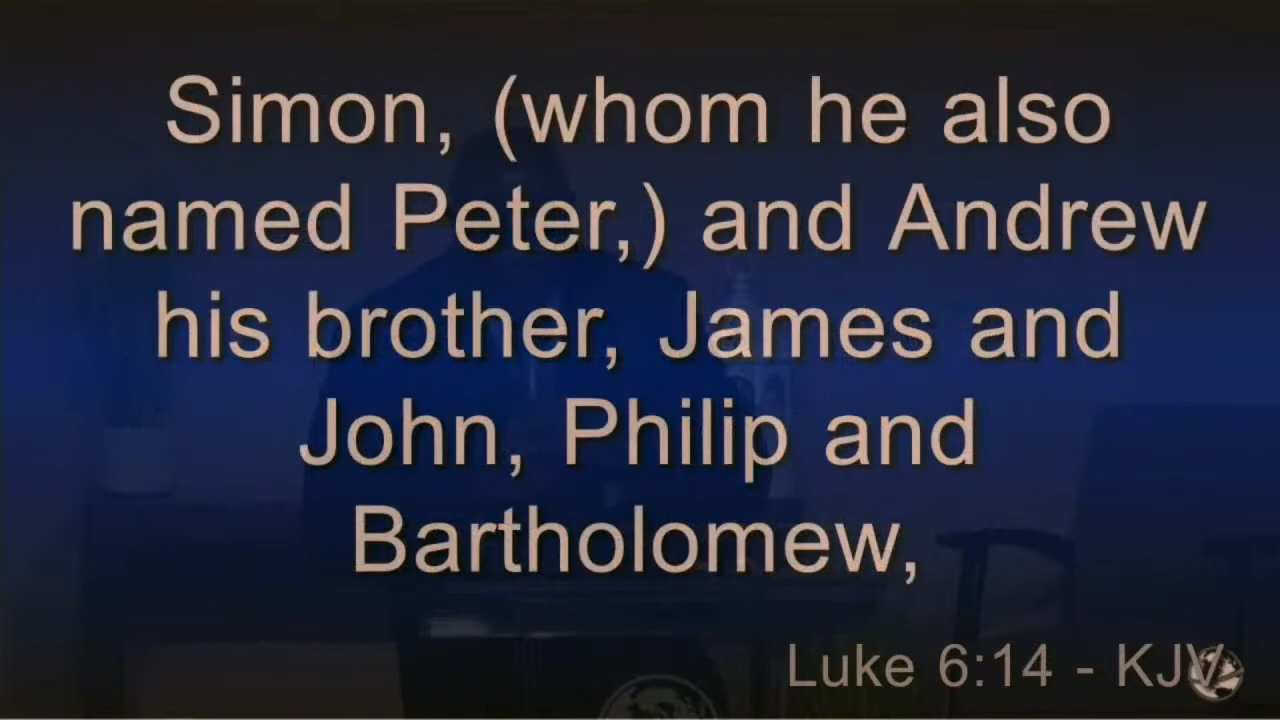 Simon, (whom he also
named Peter,) and Andrew
his brother, James and
John, Philip and
Bartholomew,
Luke 6:14 - KJV